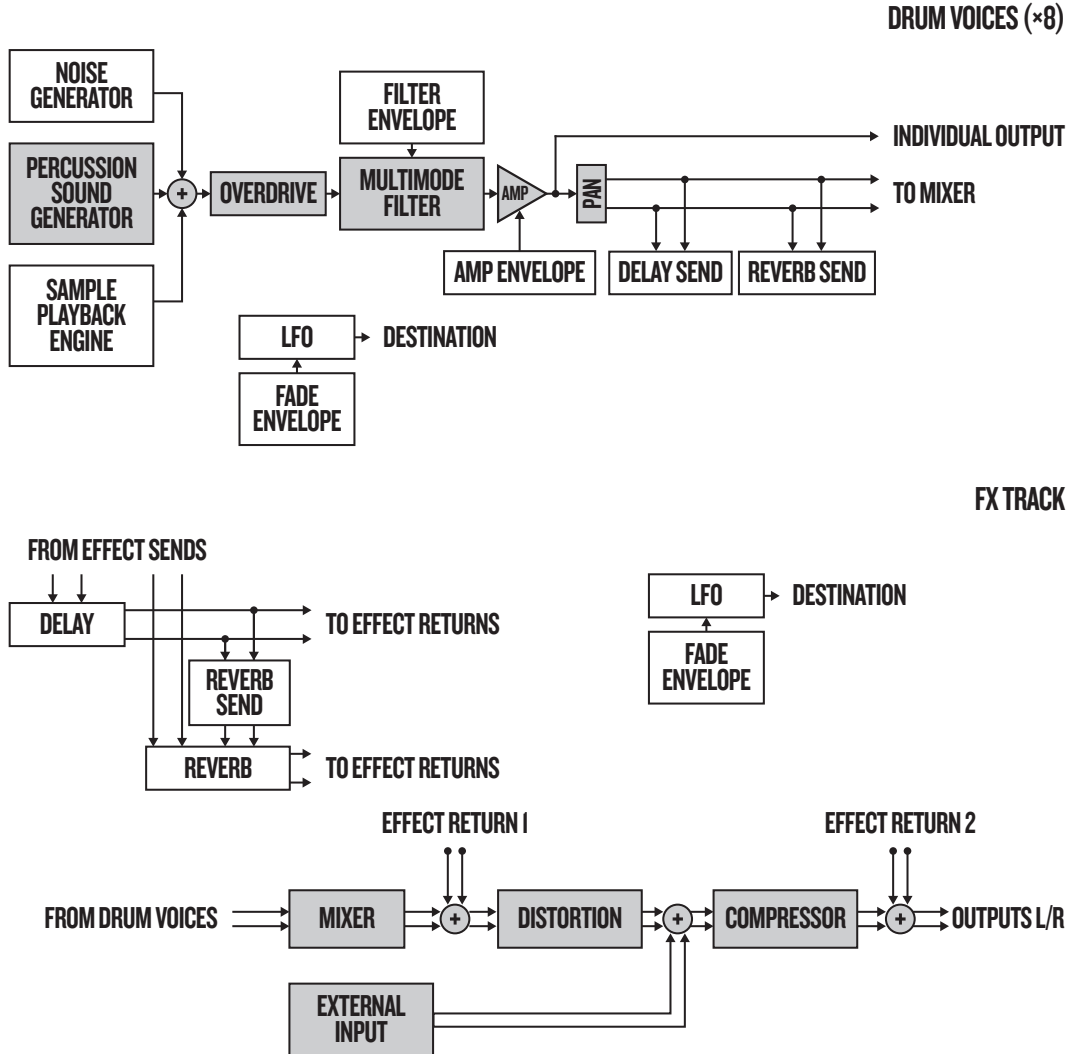 DRUM VOICES (×8)
NOISE
GENERATOR
PERCUSSION
SOUND
GENERATOR
SAMPLE
PLAYBACK
ENGINE
+
OVERDRIVE
FILTER
ENVELOPE
MULTIMODE
FILTER
AMP
AMP ENVELOPE
PAN
INDIVIDUAL OUTPUT
TO MIXER
DELAY SEND
REVERB SEND
LFO
DESTINATION
FADE
ENVELOPE
FX TRACK
FROM EFFECT SENDS
DELAY
TO EFFECT RETURNS
REVERB
SEND
REVERB
TO EFFECT RETURNS
LFO
DESTINATION
FADE
ENVELOPE
EFFECT RETURN 1
EFFECT RETURN 2
FROM DRUM VOICES
MIXER
+
DISTORTION
+
COMPRESSOR
+
OUTPUTS L/R
EXTERNAL
INPUT